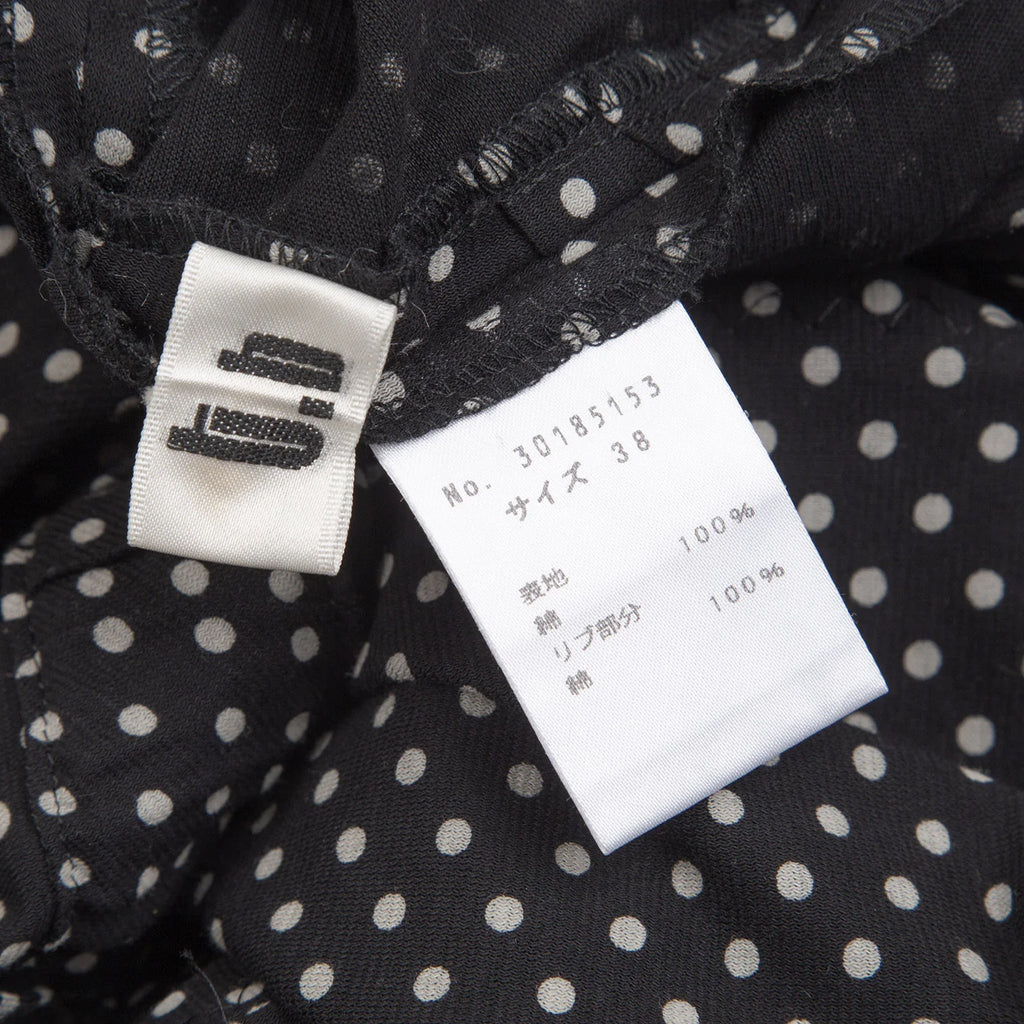 No. 30185153
サイズ 38
表地
綿 100%
リブ部分
綿 100%